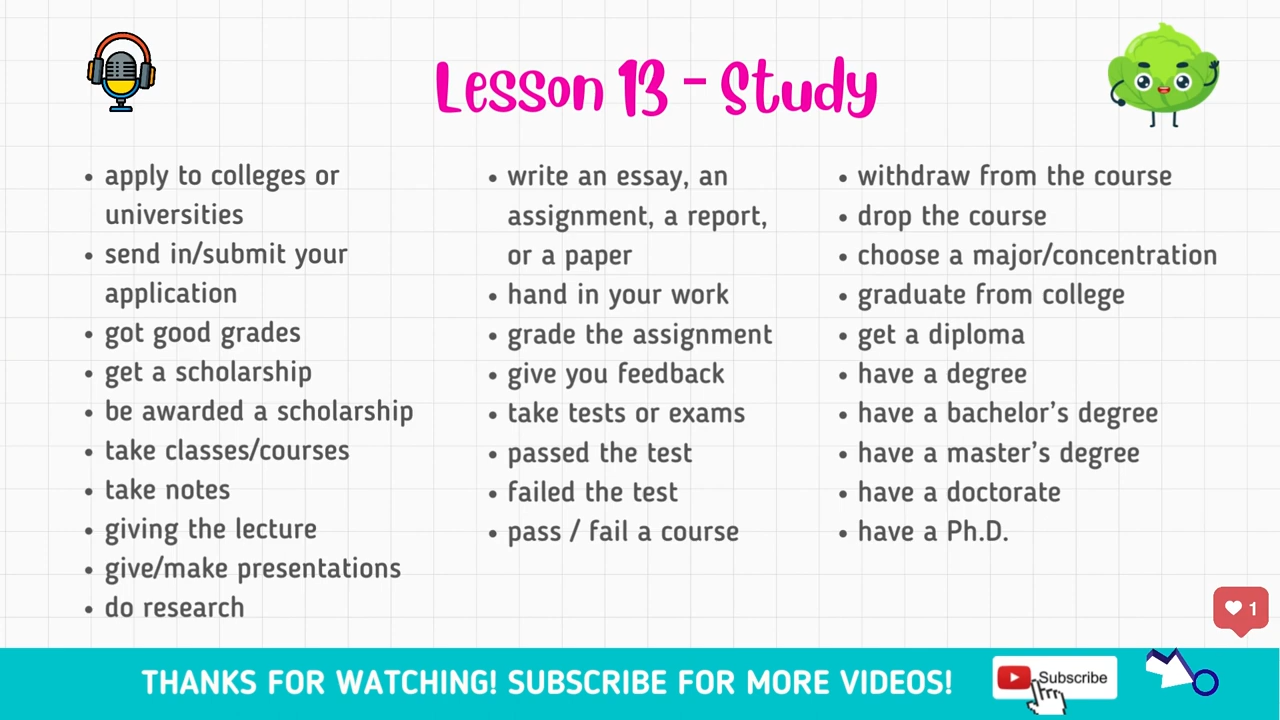 Lesson 13 - Study
• apply to colleges or
universities
• send in/submit your
application
• got good grades
• get a scholarship
• be awarded a scholarship
• take classes/courses
• take notes
• giving the lecture
• give/make presentations
• do research
• write an essay, an
assignment, a report,
or a paper
• hand in your work
• grade the assignment
• give you feedback
• take tests or exams
• passed the test
• failed the test
• pass / fail a course
• withdraw from the course
• drop the course
• choose a major/concentration
• graduate from college
• get a diploma
• have a degree
• have a bachelor’s degree
• have a master’s degree
• have a doctorate
• have a Ph.D.
1
THANKS FOR WATCHING! SUBSCRIBE FOR MORE VIDEOS!
Subscribe